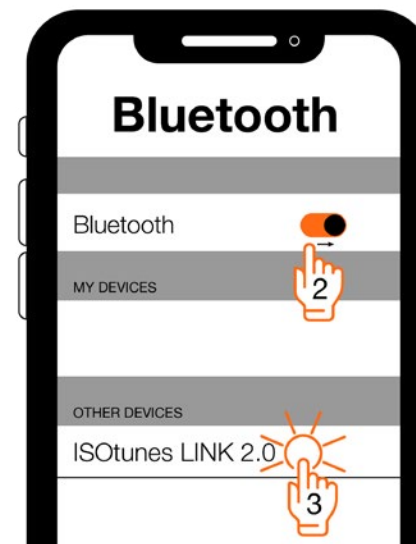 Bluetooth
Bluetooth
2
MY DEVICES
OTHER DEVICES
ISOtunes LINK 2.0
3